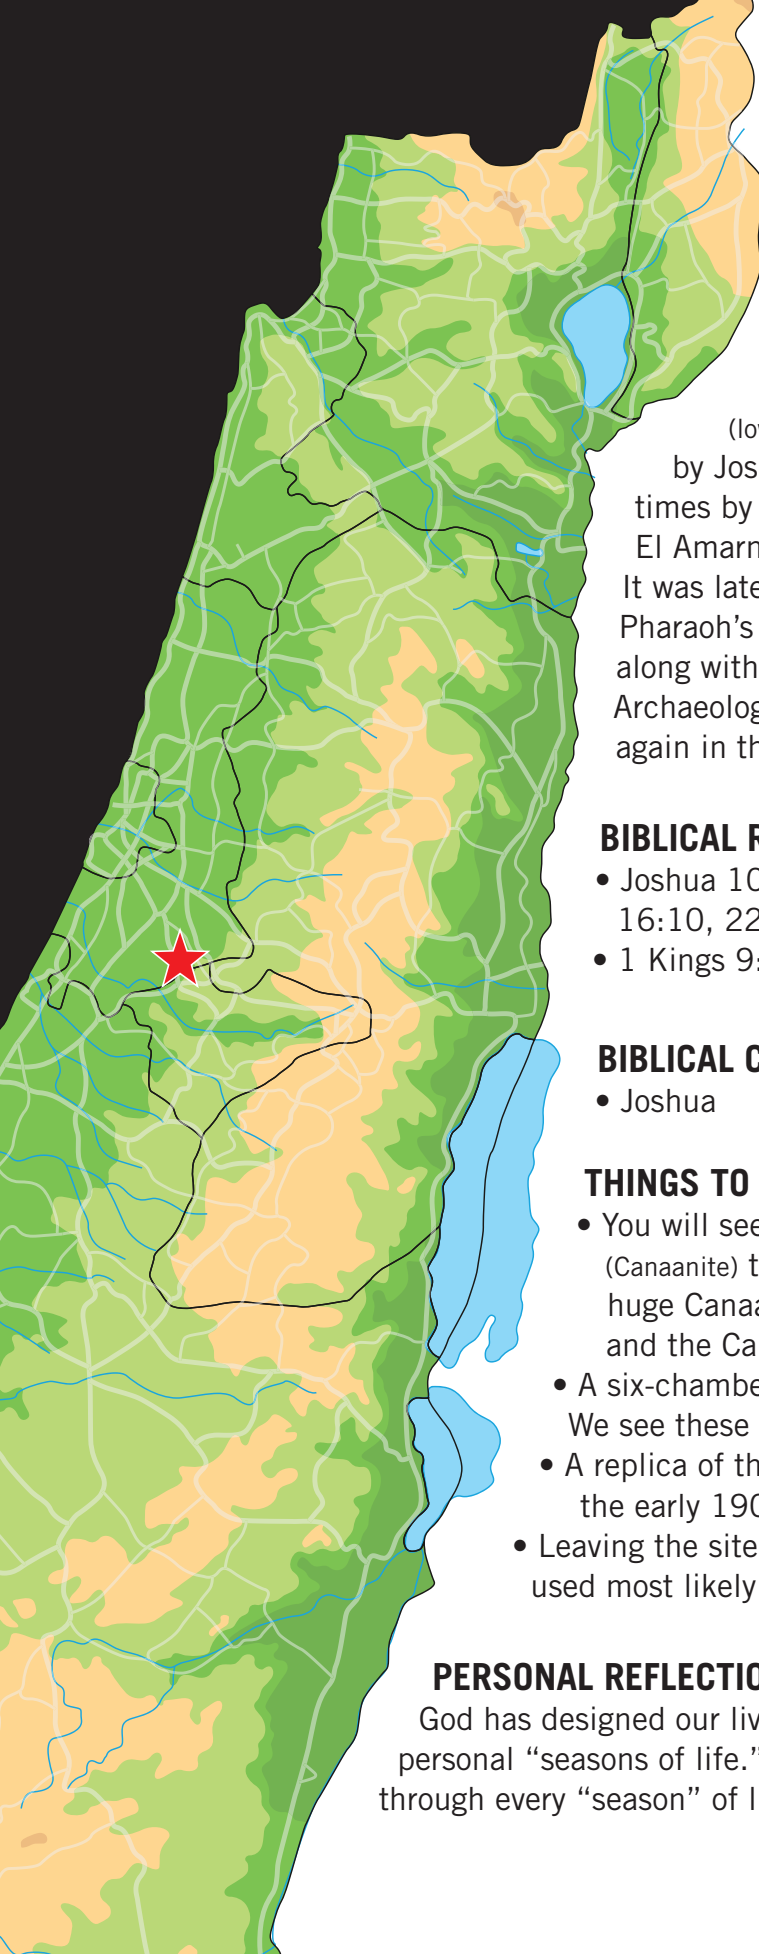 (lo
by Jos
times by
El Amarn
It was late
Pharaoh’s
along with
Archaeolog
again in th
BIBLICAL R
• Joshua 10
16:10, 22
• 1 Kings 9:
BIBLICAL C
• Joshua
THINGS TO
• You will see
(Canaanite) t
huge Canaa
and the Ca
• A six-chambe
We see these
• A replica of th
the early 190
• Leaving the site
used most likely
PERSONAL REFLECTIO
God has designed our liv
personal “seasons of life.”
through every “season” of l